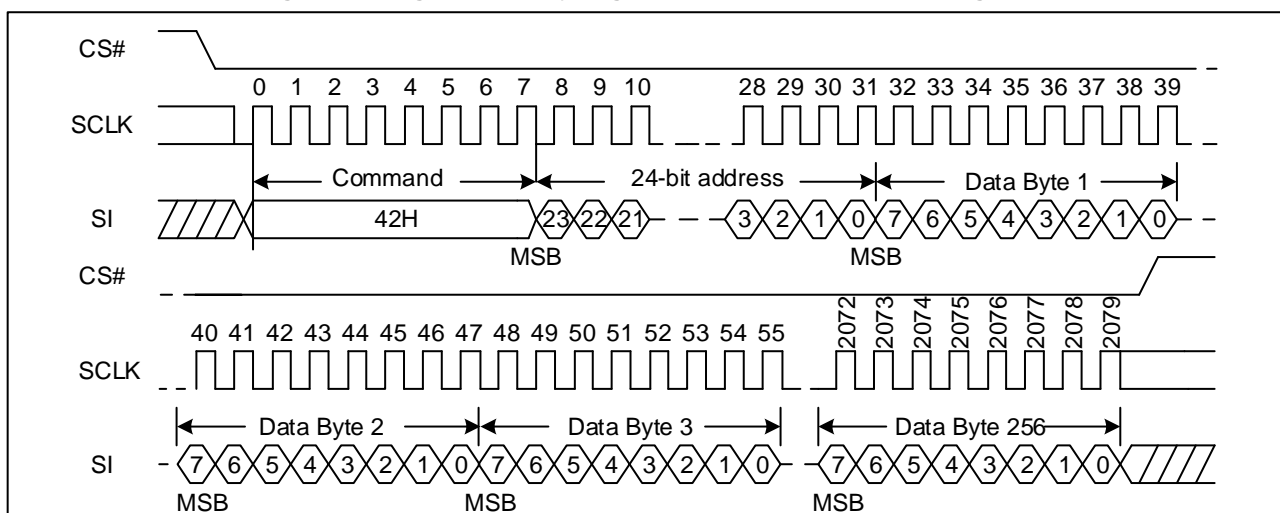 CS#
0 1 2 3 4 5 6 7 8 9 10 28 29 30 31 32 33 34 35 36 37 38 39
SCLK
Command 24-bit address Data Byte 1
SI 42H 23 22 21 3 2 1 0 7 6 5 4 3 2 1 0
MSB MSB
CS#
40 41 42 43 44 45 46 47 48 49 50 51 52 53 54 55 2072 2073 2074 2075 2076 2077 2078 2079
SCLK
Data Byte 2 Data Byte 3 Data Byte 256
SI 7 6 5 4 3 2 1 0 7 6 5 4 3 2 1 0 7 6 5 4 3 2 1 0
MSB MSB MSB